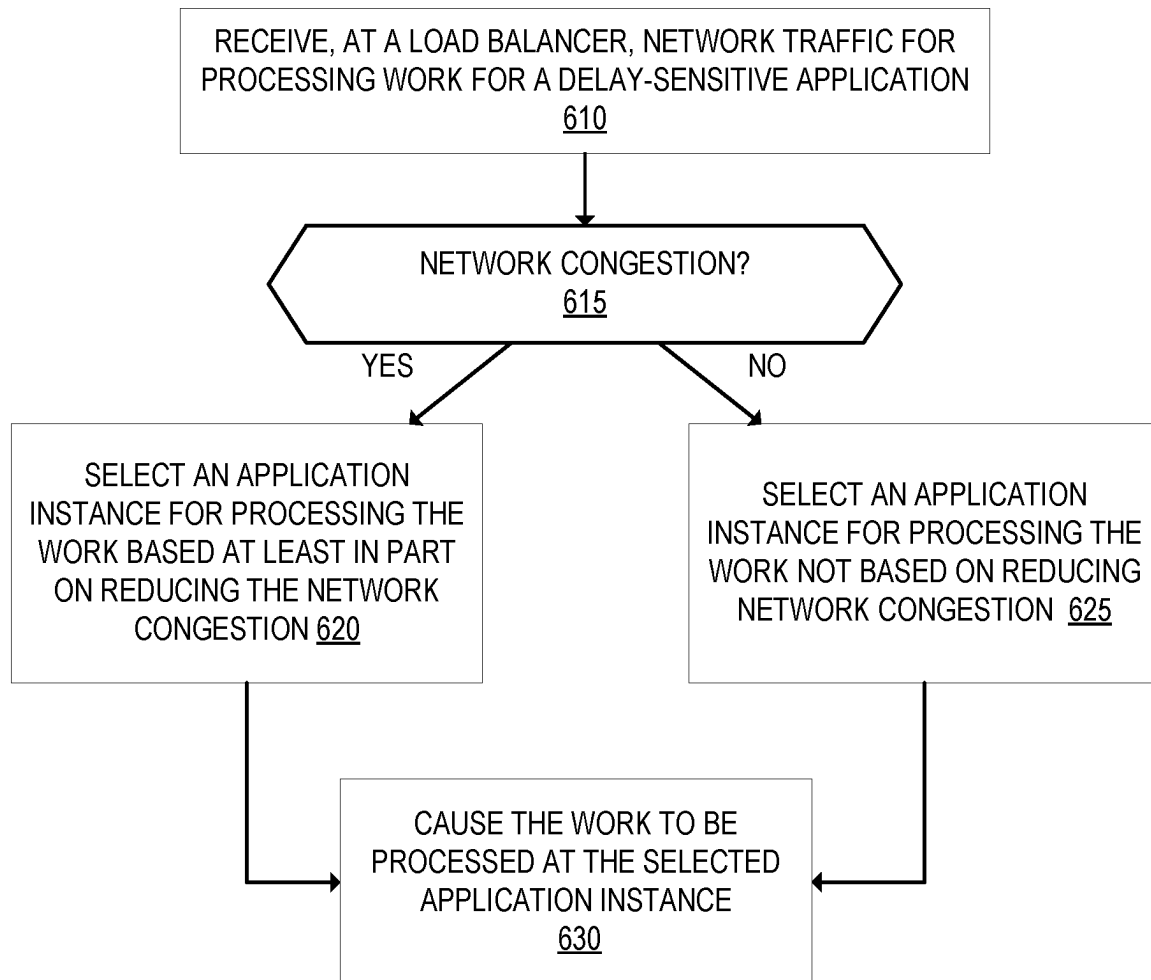 RECEIVE, AT A LOAD BALANCER, NETWORK TRAFFIC FOR
PROCESSING WORK FOR A DELAY-SENSITIVE APPLICATION
610
NETWORK CONGESTION?
615
YES
NO
SELECT AN APPLICATION
INSTANCE FOR PROCESSING THE
WORK BASED AT LEAST IN PART
ON REDUCING THE NETWORK
CONGESTION 620
SELECT AN APPLICATION
INSTANCE FOR PROCESSING THE
WORK NOT BASED ON REDUCING
NETWORK CONGESTION 625
CAUSE THE WORK TO BE
PROCESSED AT THE SELECTED
APPLICATION INSTANCE
630